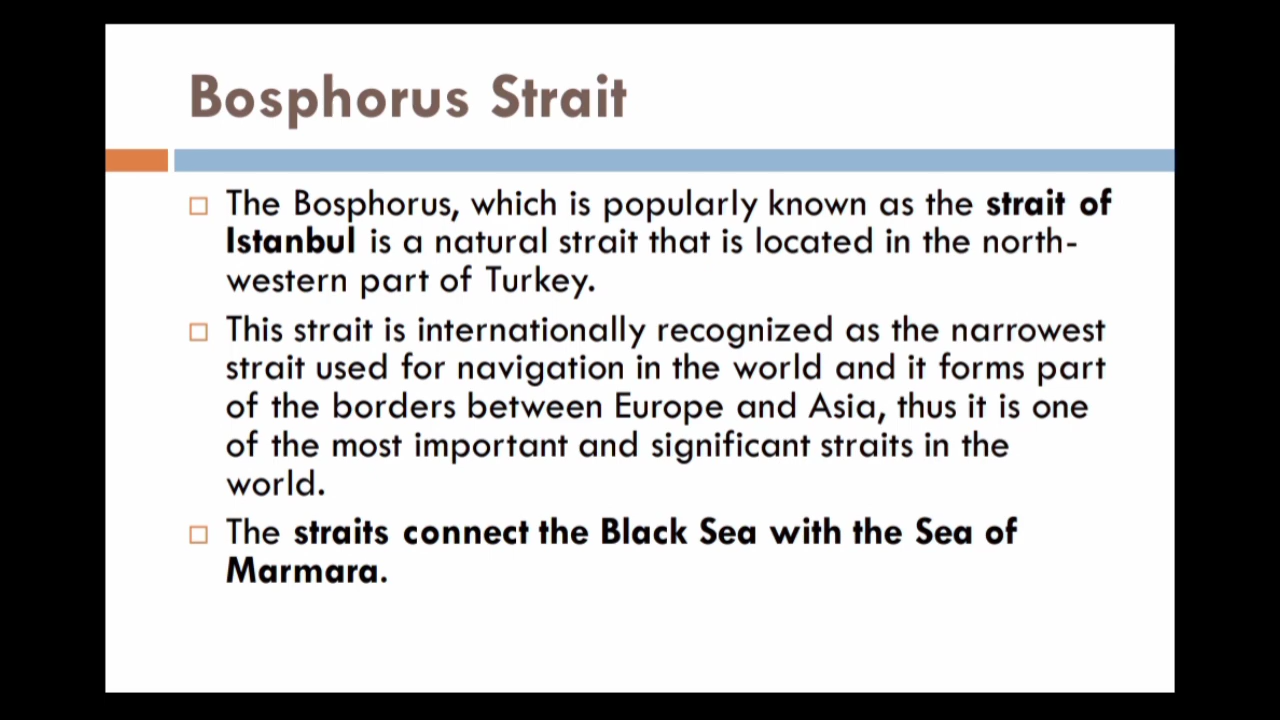 Bosphorus Strait
The Bosphorus, which is popularly known as the strait of
Istanbul is a natural strait that is located in the north-
western part of Turkey.
This strait is internationally recognized as the narrowest
strait used for navigation in the world and it forms part
of the borders between Europe and Asia, thus it is one
of the most important and significant straits in the
world.
The straits connect the Black Sea with the Sea of
Marmara.